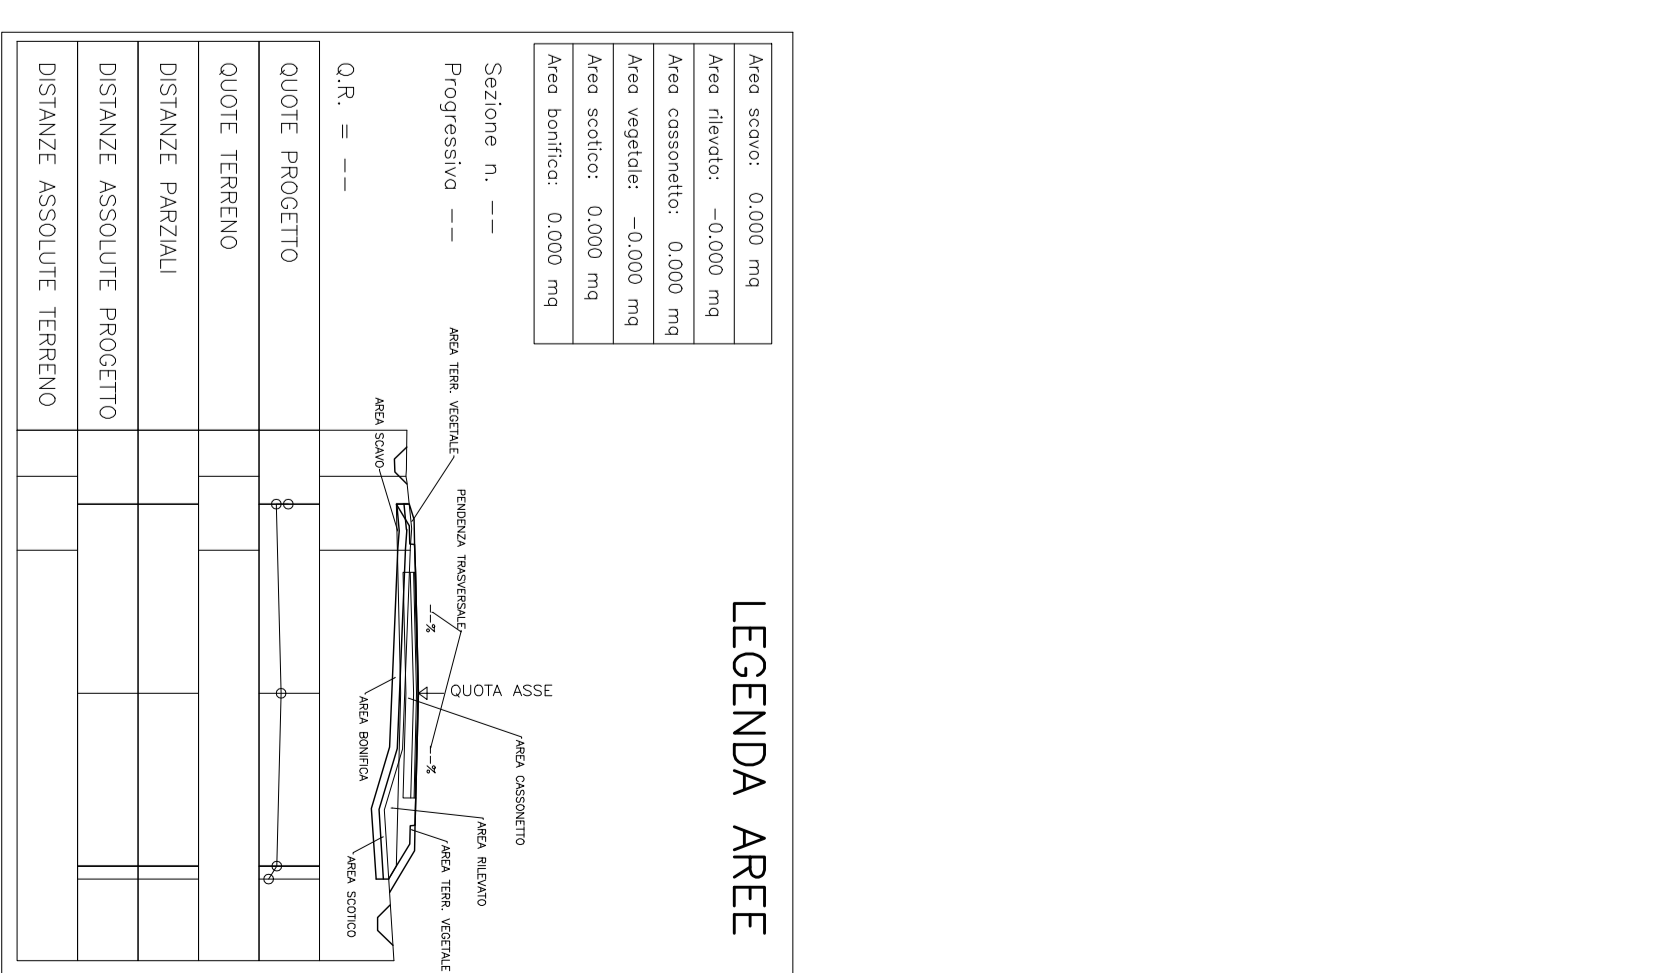 LEGENDA AREE
Area scavo: 0.000 mq
Area rilevato: -0.000 mq
Area cassonetto: 0.000 mq
Area vegetale: -0.000 mq
Area scotico: 0.000 mq
Area bonifica: 0.000 mq
Sezione n. --
Progressiva --
QUOTA ASSE
AREA CASSONETTO
AREA RILEVATO
AREA TERR. VEGETALE
PENDENZA TRASVERSALE
AREA TERR. VEGETALE
--%
--%
AREA SCAVO
AREA BONIFICA
AREA SCOTICO
Q.R. = --
QUOTE PROGETTO
QUOTE TERRENO
DISTANZE PARZIALI
DISTANZE ASSOLUTE PROGETTO
DISTANZE ASSOLUTE TERRENO